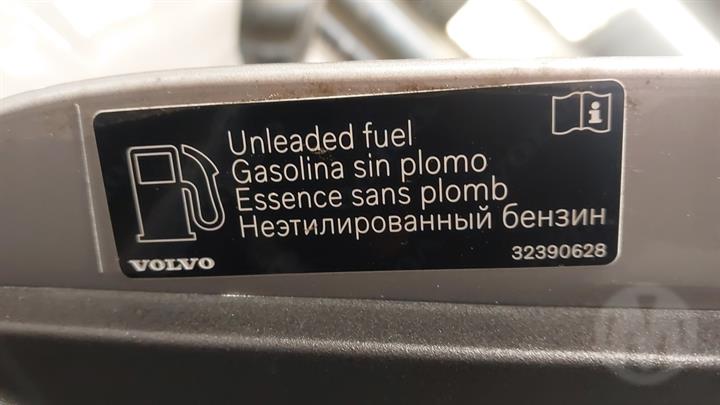 Unleaded fuel
Gasolina sin plomo
Essence sans plomb
Неэтилированный бензин
VOLVO
32390628